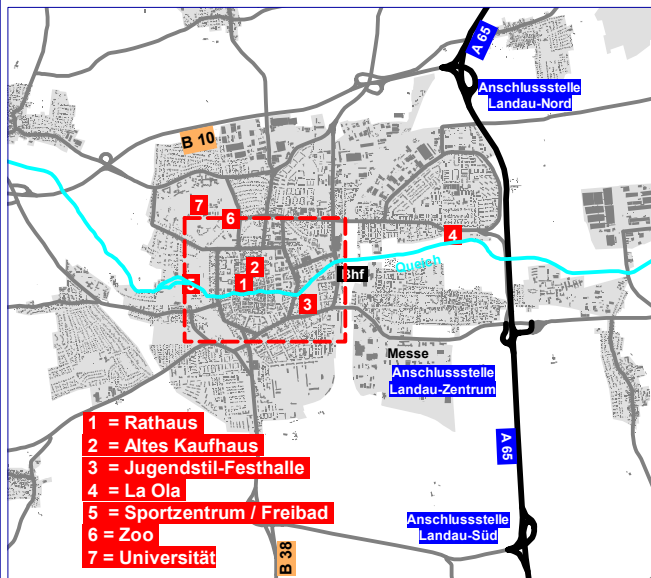 A 65
Anschlussstelle
Landau-Nord
B 10
7
6
4
2
1
5
Queich
Bhf
3
Messe
Anschlussstelle
Landau-Zentrum
1 = Rathaus
2 = Altes Kaufhaus
3 = Jugendstil-Festhalle
4 = La Ola
5 = Sportzentrum / Freibad
6 = Zoo
7 = Universität
A 65
Anschlussstelle
Landau-Süd
B 38